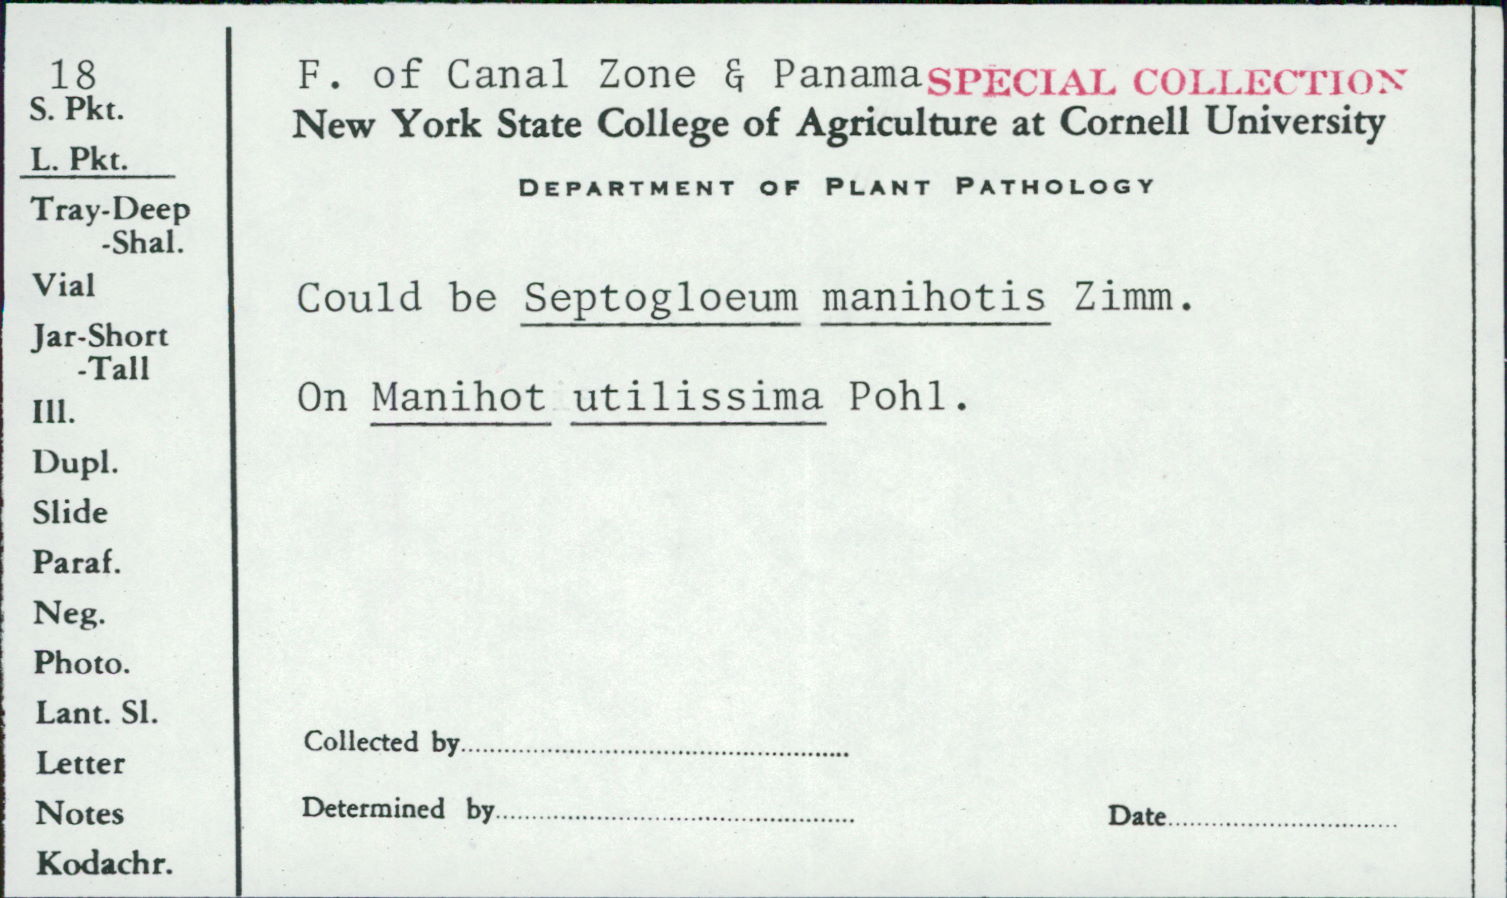 18
S. Pkt.
L. Pkt.
Tray-Deep
-Shal.
Vial
Jar-Short
-Tall
Ill.
Dupl.
Slide
Paraf.
Neg.
Photo.
Lant. Sl.
Letter
Notes
Kodachr.
F. of Canal Zone & Panama SPECIAL COLLECTION
New York State College of Agriculture at Cornell University
DEPARTMENT OF PLANT PATHOLOGY
Could be Septogloeum manihotis Zimm.
On Manihot utilissima Pohl.
Collected by
Determined by
Date